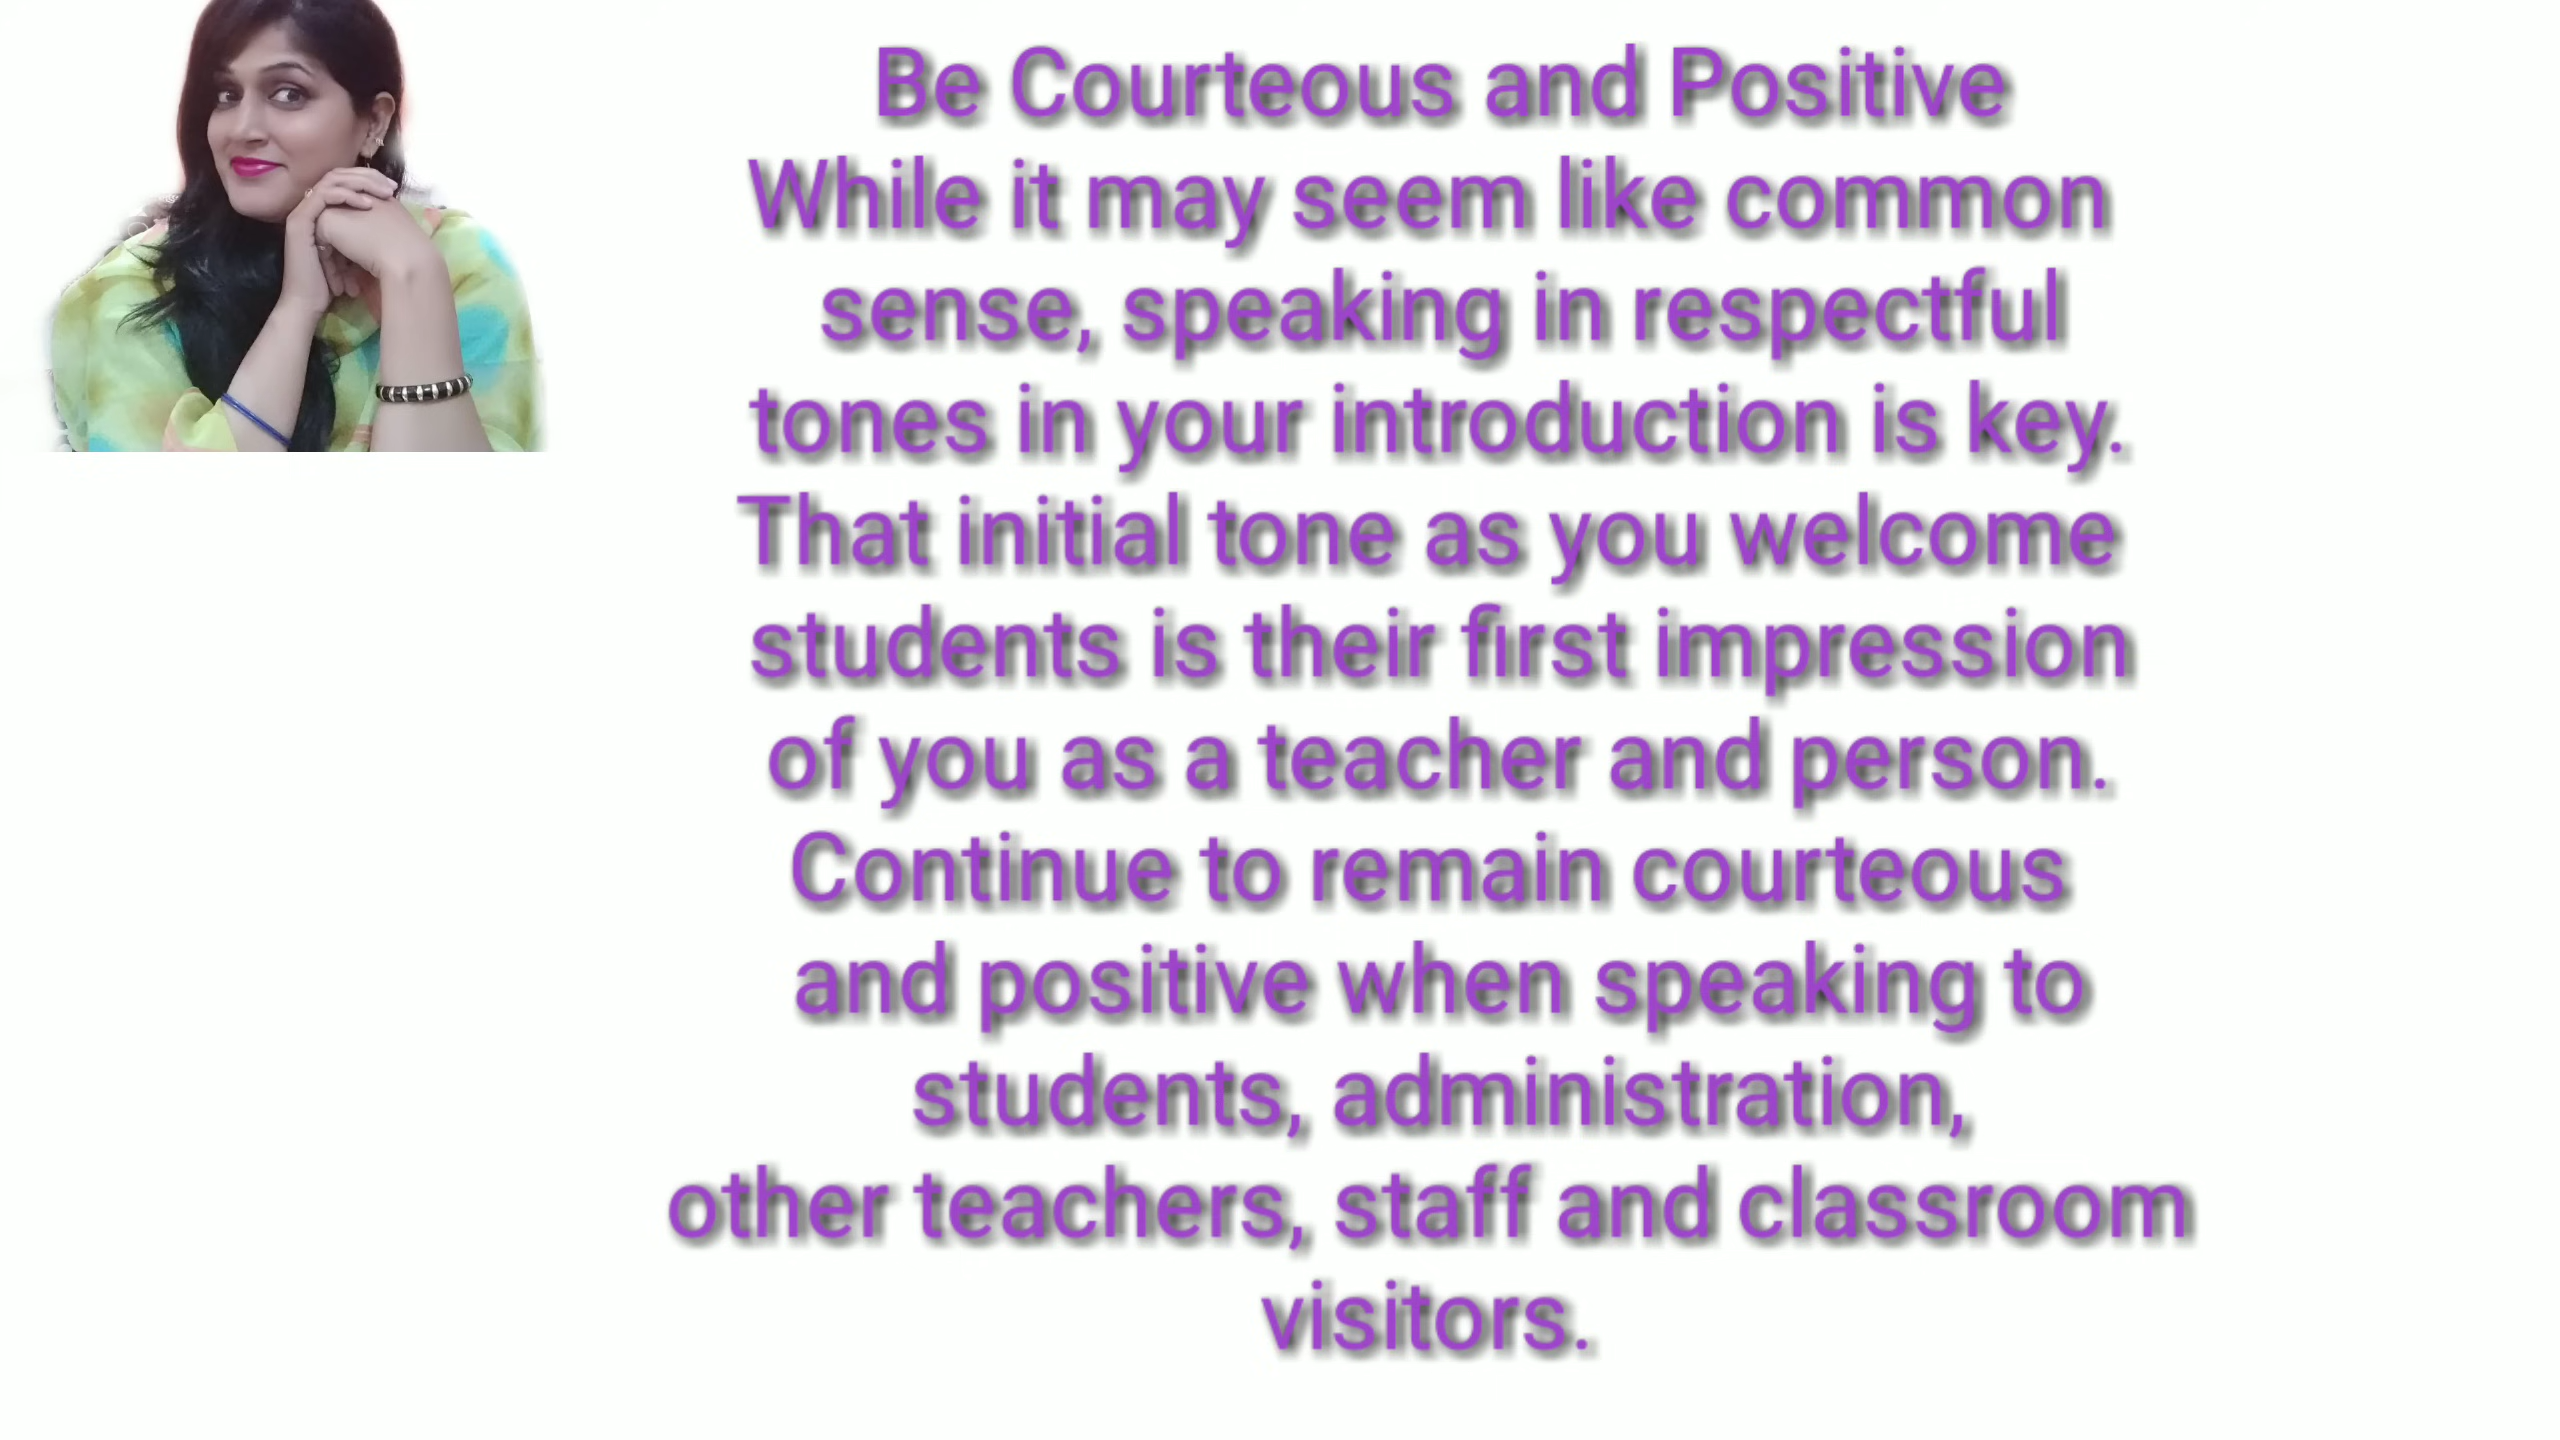 Be Courteous and Positive
While it may seem like common
sense, speaking in respectful
tones in your introduction is key.
That initial tone as you welcome
students is their first impression
of you as a teacher and person.
Continue to remain courteous
and positive when speaking to
students, administration,
other teachers, staff and classroom
visitors.